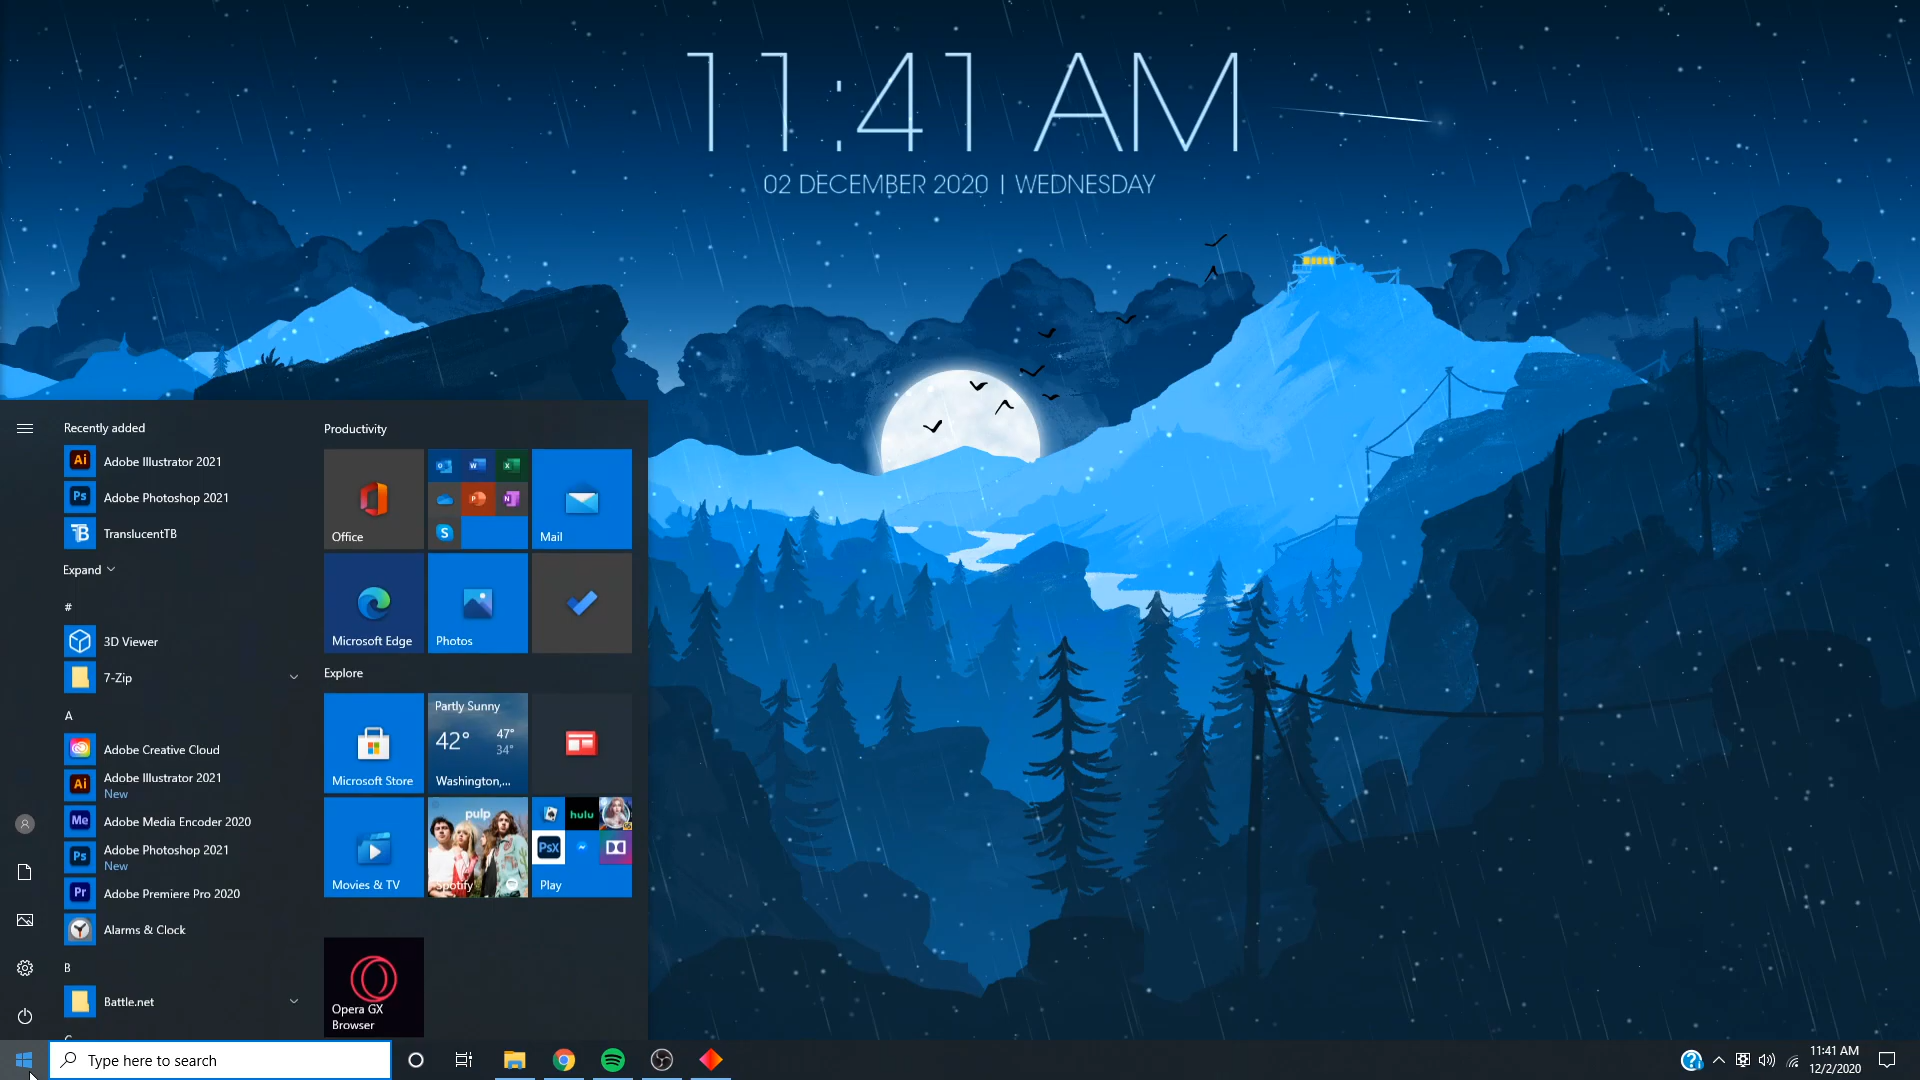 11:41 AM
02 DECEMBER 2020 | WEDNESDAY
Recently added
Adobe Illustrator 2021
Adobe Photoshop 2021
TranslucentTB
Expand
#
3D Viewer
7-Zip
A
Adobe Creative Cloud
Adobe Illustrator 2021
New
Adobe Media Encoder 2020
Adobe Photoshop 2021
New
Adobe Premiere Pro 2020
Alarms & Clock
B
Battle.net
Productivity
Office
Mail
Microsoft Edge
Photos
Explore
Microsoft Store
Partly Sunny
42° 47°
34°
Washington,...
Movies & TV
pulp
Spotify
hulu
PsX
Play
Opera GX
Browser
Type here to search
11:41 AM
12/2/2020